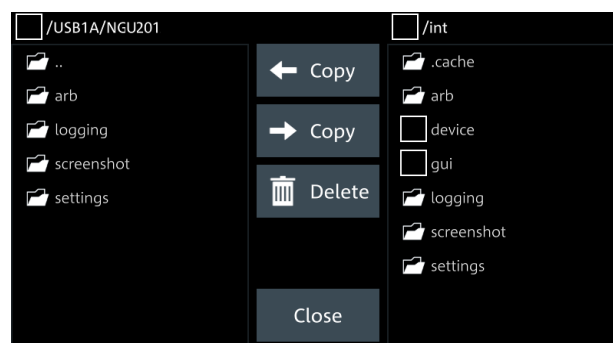 /USB1A/NGU201
..
arb
logging
screenshot
settings
Copy
Copy
Delete
Close
/int
.cache
arb
device
gui
logging
screenshot
settings